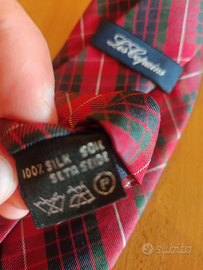 Les Copains
100% SILK SOIE
SETA SEIDE
P
subito